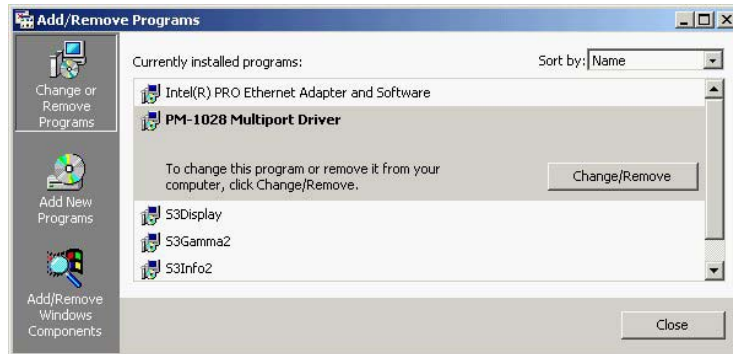 Add/Remove Programs
Change or
Remove
Programs
Add New
Programs
Add/Remove
Windows
Components
Currently installed programs:
Sort by: Name
Intel(R) PRO Ethernet Adapter and Software
PM-1028 Multiport Driver
To change this program or remove it from your
computer, click Change/Remove.
Change/Remove
S3Display
S3Gamma2
S3Info2
Close